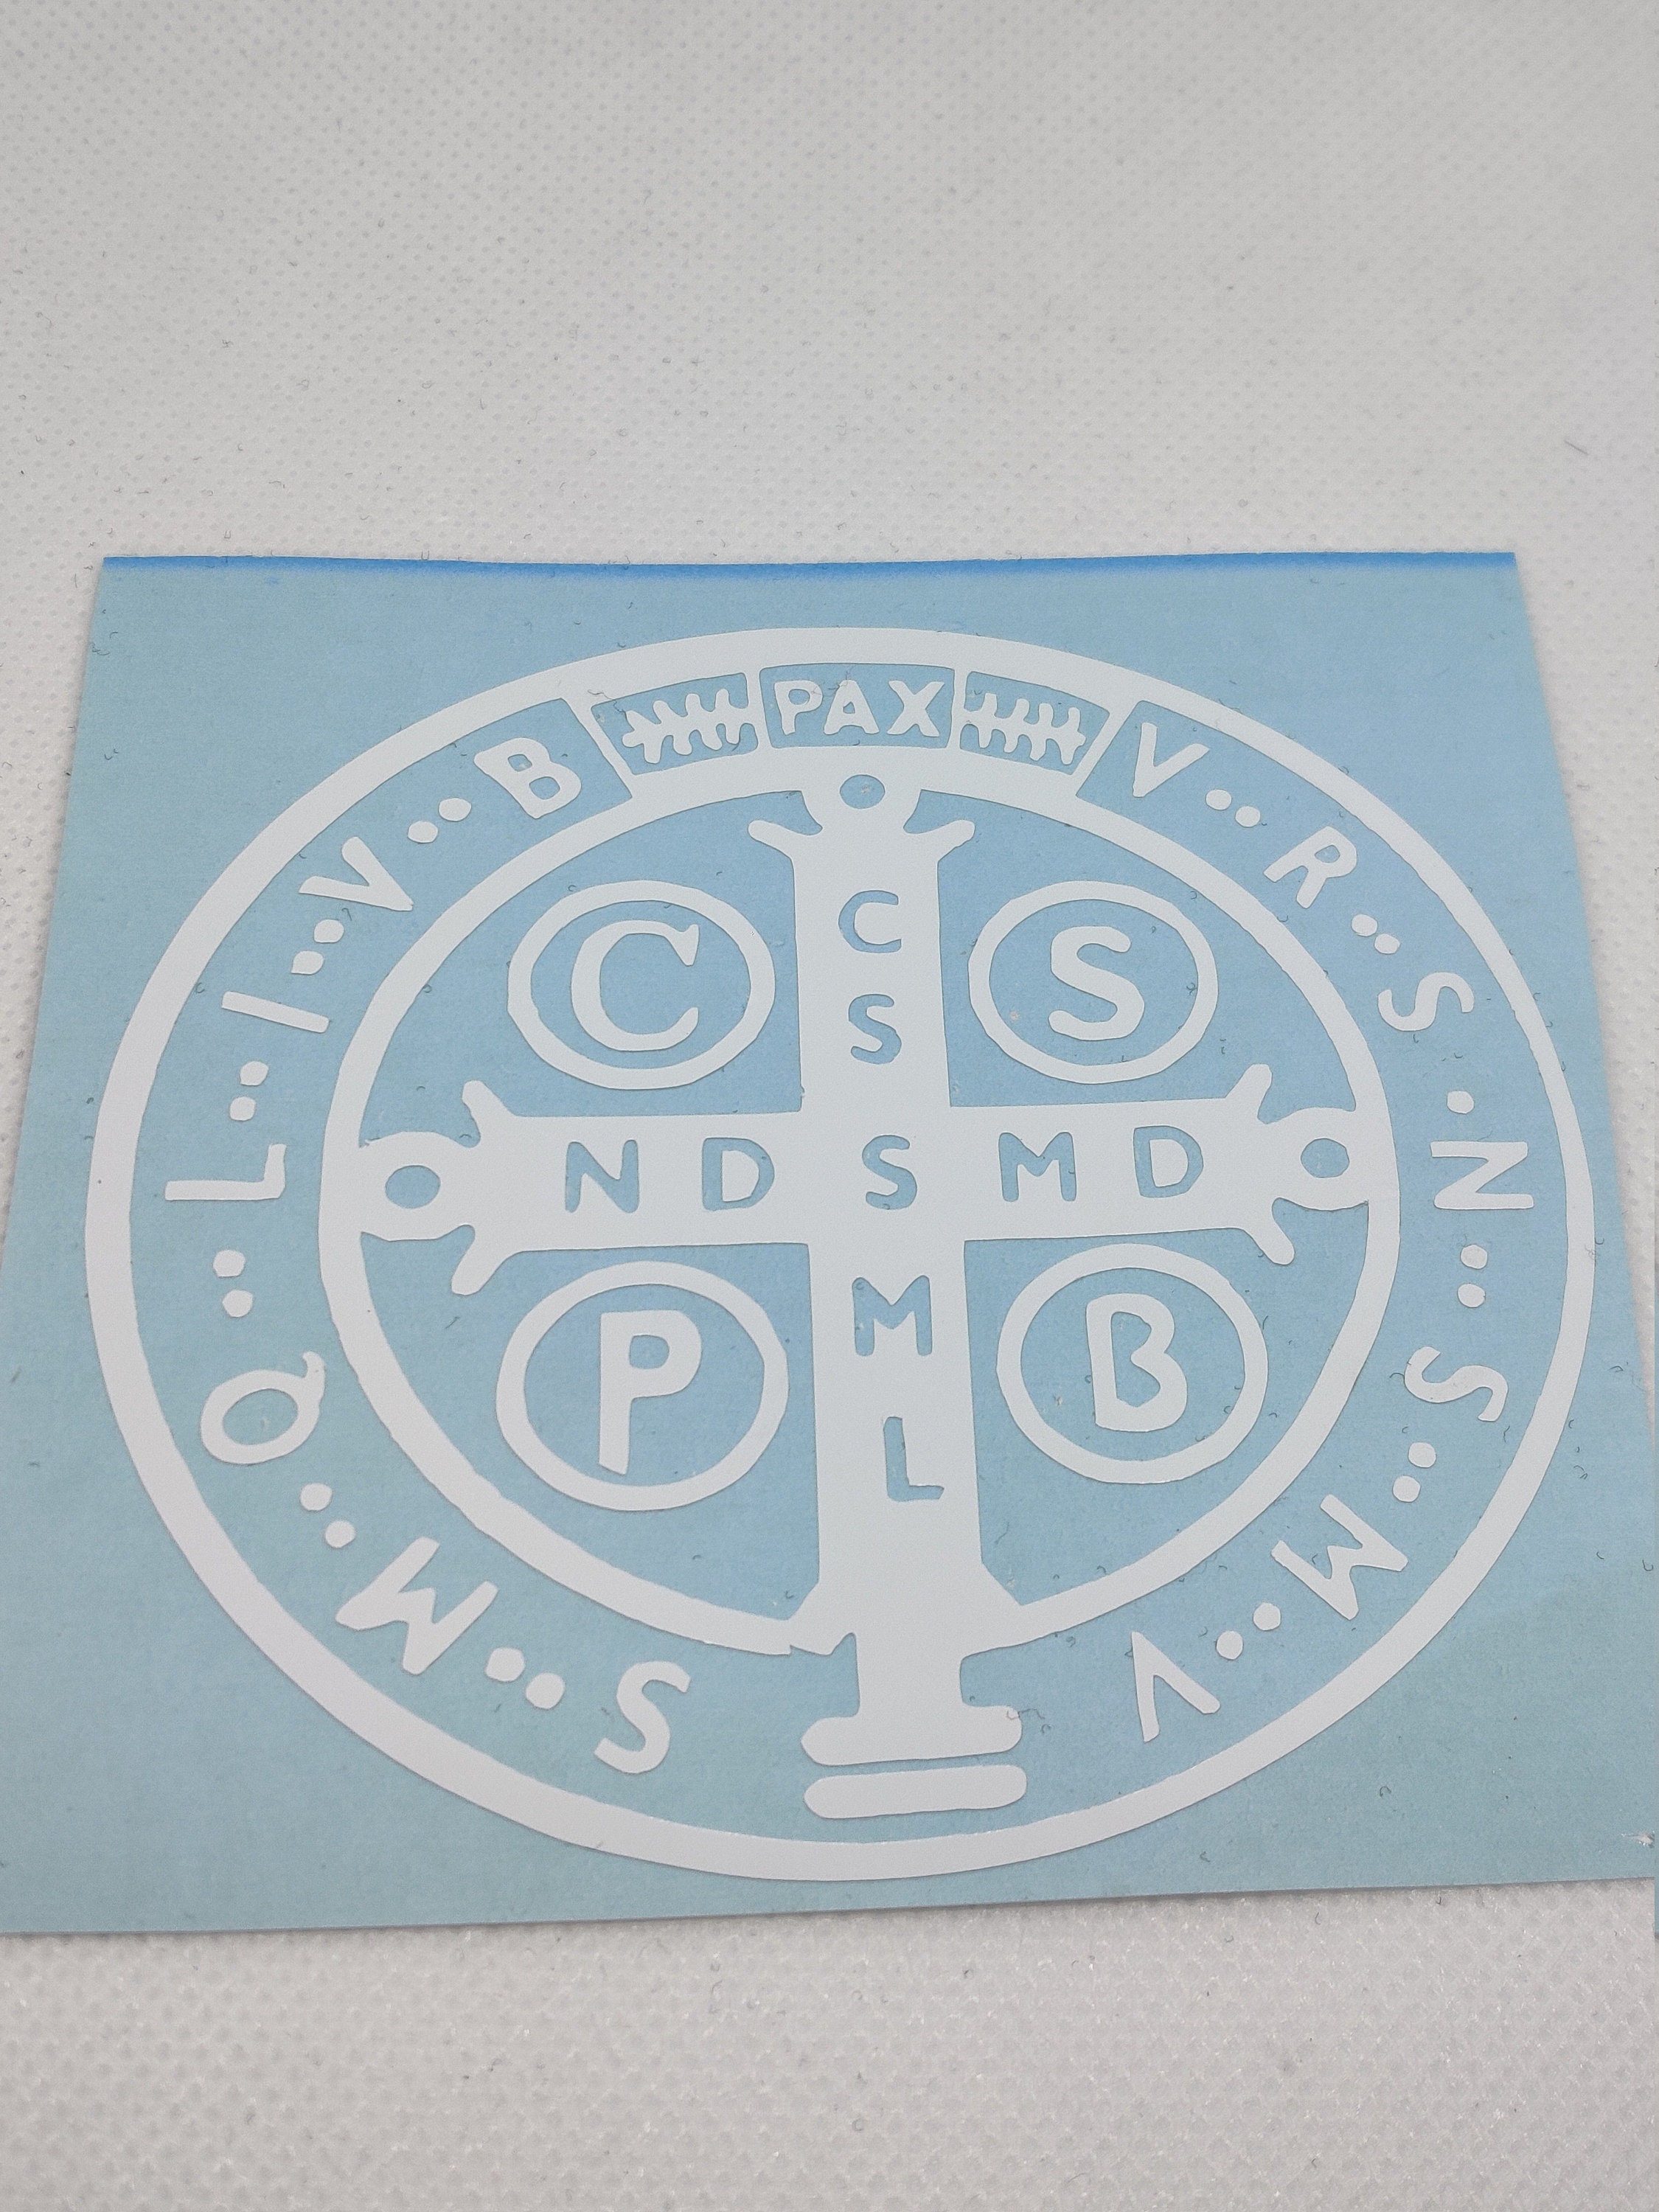 PAX
V··R··S·N··S··M··V
S··M··Q··L··I··V··B
C S
C
S
N D S M D
M
L
P B